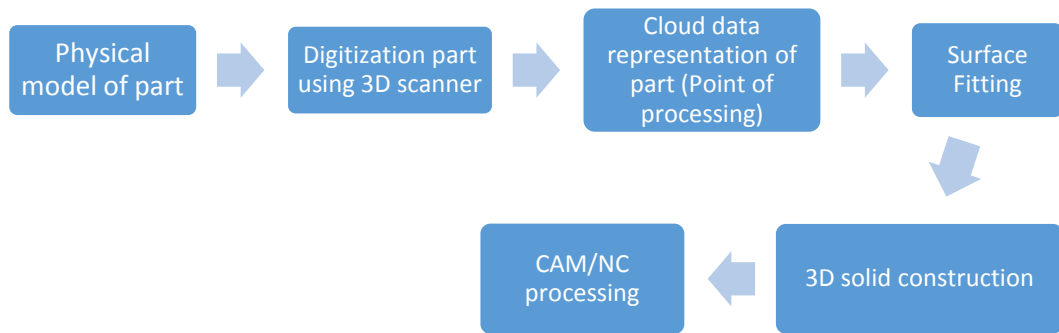 Physical
model of part
Digitization part
using 3D scanner
Cloud data
representation of
part (Point of
processing)
Surface
Fitting
3D solid construction
CAM/NC
processing